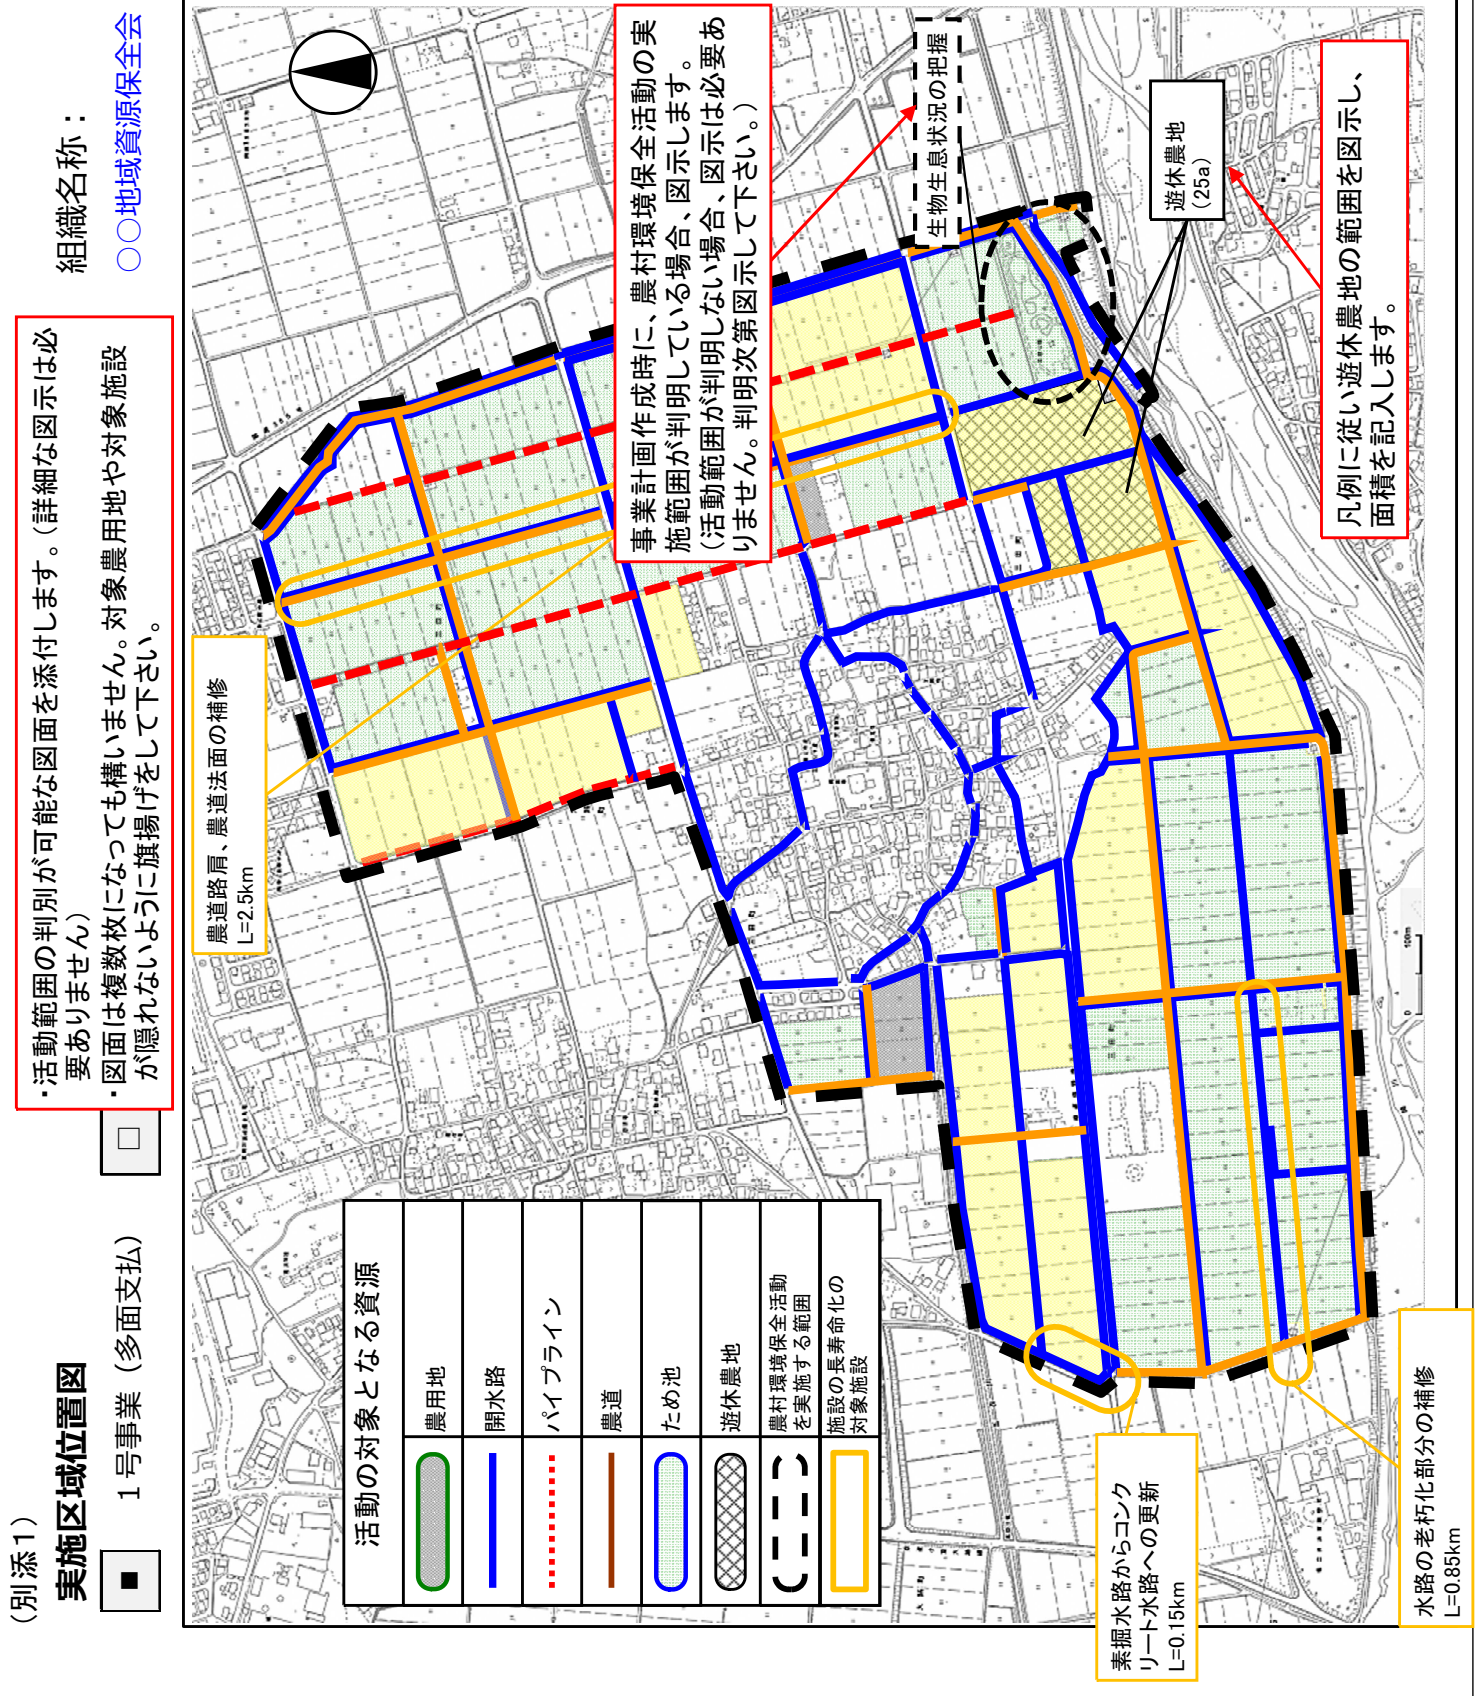 (別添1)
実施区域位置図
■
1号事業（多面支払）
□
・活動範囲の判別が可能な図面を添付します。（詳細な図示は必
要ありません）
・図面は複数枚になっても構いません。対象農用地や対象施設
が隠れないように旗揚げをして下さい。
組織名称：
○○地域資源保全会
農道路肩、農道法面の補修
L=2.5km
事業計画作成時に、農村環境保全活動の実
施範囲が判明している場合、図示します。
（活動範囲が判明しない場合、図示は必要あ
りません。判明次第図示して下さい。）
生物生息状況の把握
遊休農地
(25a)
凡例に従い遊休農地の範囲を図示し、
面積を記入します。
活動の対象となる資源
農用地
開水路
パイプライン
農道
ため池
遊休農地
農村環境保全活動
を実施する範囲
施設の長寿命化の
対象施設
素掘水路からコンク
リート水路への更新
L=0.15km
水路の老朽化部分の補修
L=0.85km
0
100m